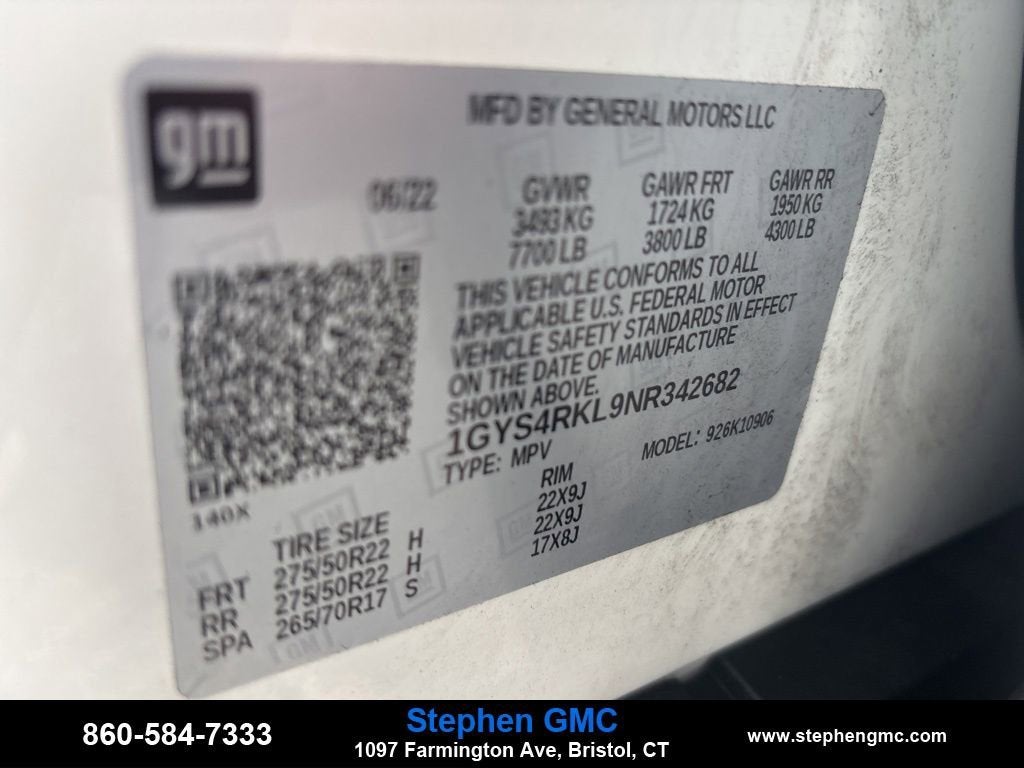 gm
MFD BY GENERAL MOTORS LLC
06/22
GVWR
3493 KG
7700 LB
GAWR FRT
1724 KG
3800 LB
GAWR RR
1950 KG
4300 LB
THIS VEHICLE CONFORMS TO ALL
APPLICABLE U.S. FEDERAL MOTOR
VEHICLE SAFETY STANDARDS IN EFFECT
ON THE DATE OF MANUFACTURE
SHOWN ABOVE.
1GYS4RKL9NR342682
TYPE: MPV
MODEL: 926K10906
140X
TIRE SIZE
RIM
FRT 275/50R22 H 22X9J
RR 275/50R22 H 22X9J
SPA 265/70R17 S 17X8J
860-584-7333
Stephen GMC
1097 Farmington Ave, Bristol, CT
www.stephengmc.com